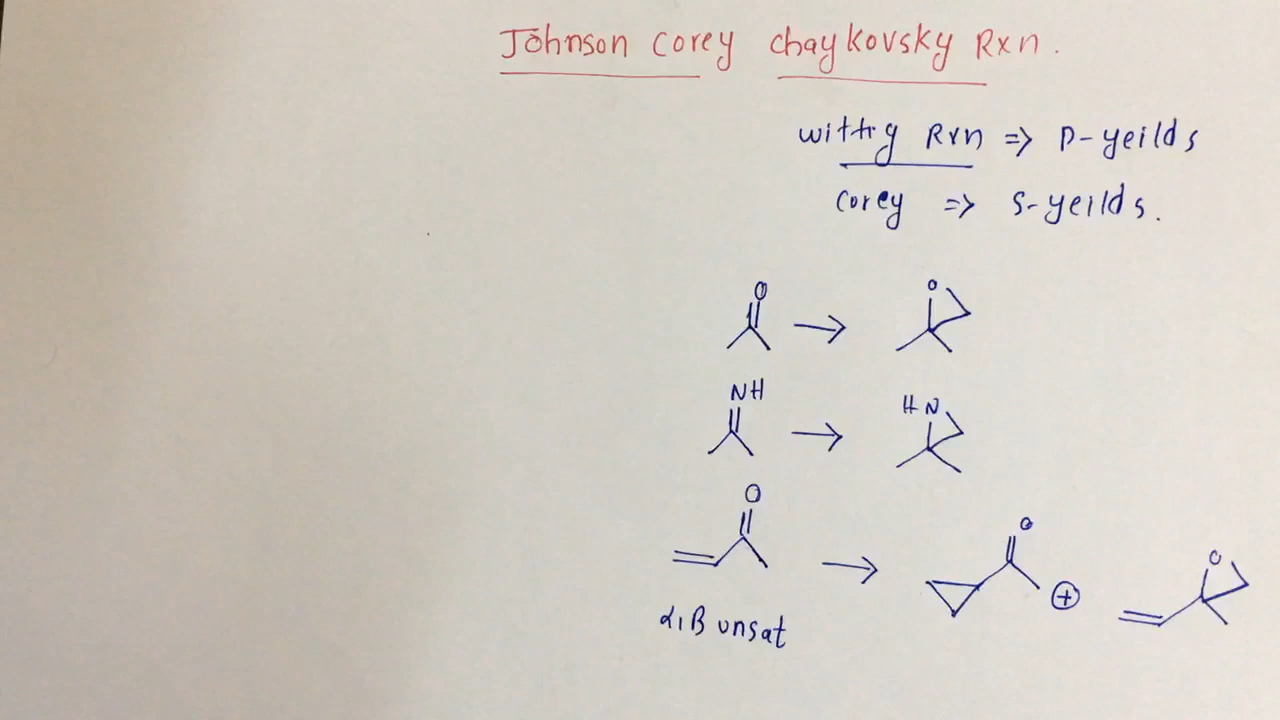 Johnson corey chaykovsky Rxn.
wittig Rxn => P-yeilds
corey => S-yeilds.
O
O
NH
HN
O
O
O
⊕
α,β unsat